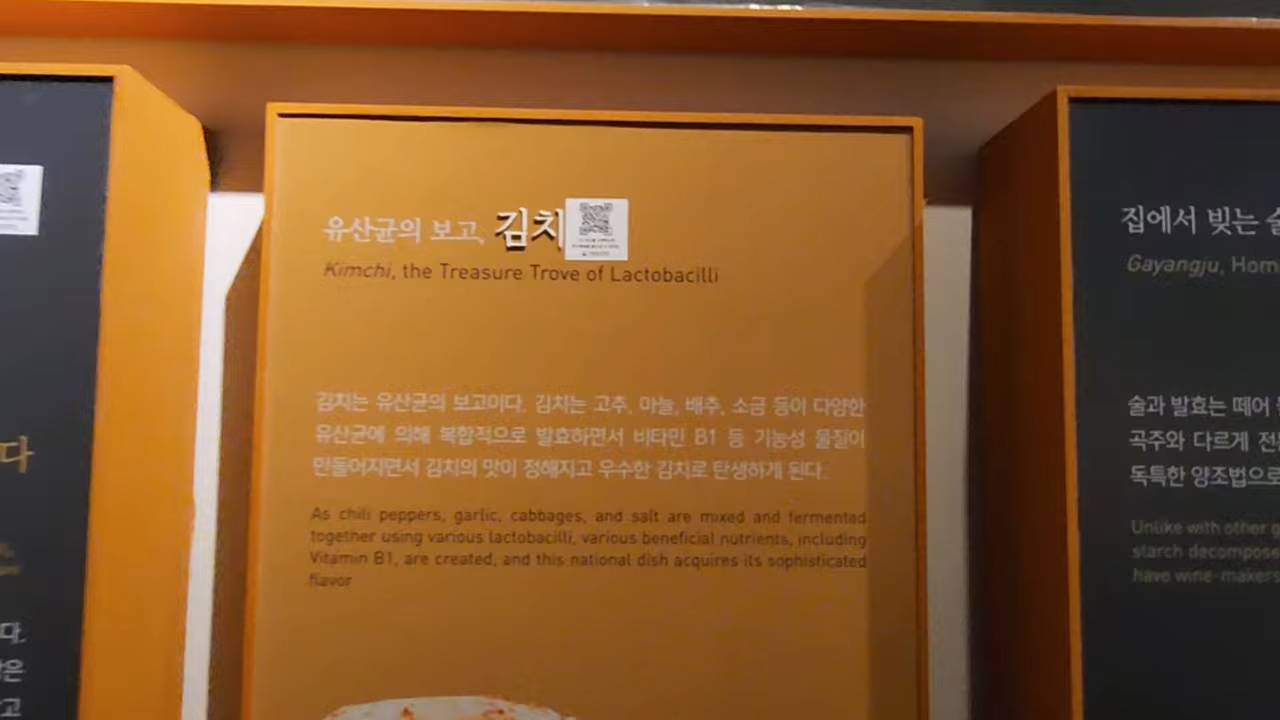 다
다.
은
고
유산균의 보고, 김치
Kimchi, the Treasure Trove of Lactobacilli
김치는 유산균의 보고이다. 김치는 고추, 마늘, 배추, 소금 등이 다양한
유산균에 의해 복합적으로 발효하면서 비타민 B1 등 기능성 물질이
만들어지면서 김치의 맛이 정해지고 우수한 김치로 탄생하게 된다.
As chili peppers, garlic, cabbages, and salt are mixed and fermented
together using various lactobacilli, various beneficial nutrients, including
Vitamin B1, are created, and this national dish acquires its sophisticated
flavor
집에서 빚는 술
Gayangju, Hom
술과 발효는 떼어
곡주와 다르게 전
독특한 양조법으로
Unlike with other g
starch decompose
have wine-makers